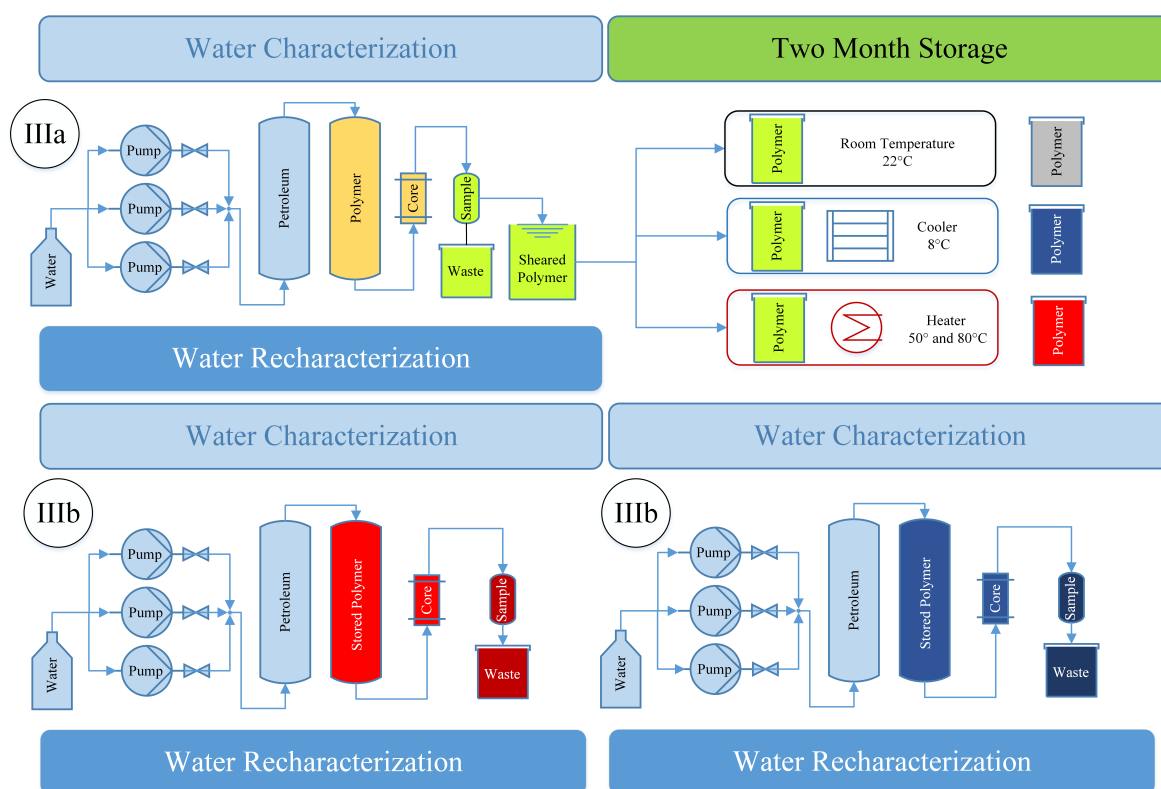 Water Characterization
Two Month Storage
IIIa
Pump
Pump
Pump
Water
Petroleum
Polymer
Core
Sample
Waste
Sheared
Polymer
Polymer
Room Temperature
22°C
Polymer
Polymer
Cooler
8°C
Polymer
Polymer
Heater
50° and 80°C
Polymer
Water Recharacterization
Water Characterization
Water Characterization
IIIb
Pump
Pump
Pump
Water
Petroleum
Stored Polymer
Core
Sample
Waste
IIIb
Pump
Pump
Pump
Water
Petroleum
Stored Polymer
Core
Sample
Waste
Water Recharacterization
Water Recharacterization